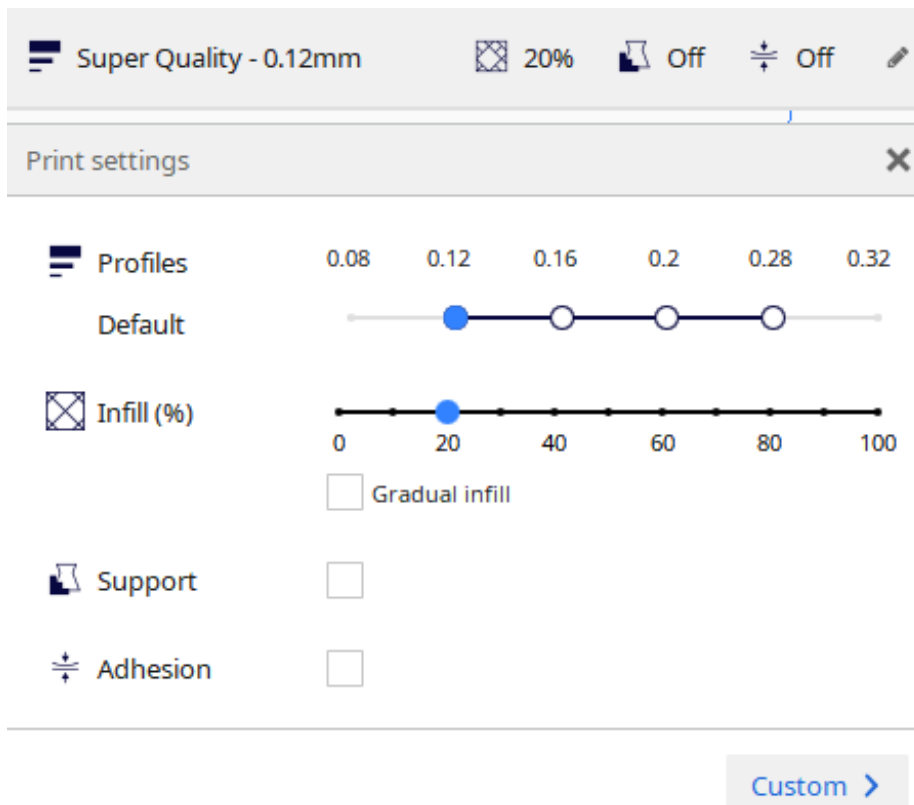 Super Quality - 0.12mm 20% Off Off
Print settings
Profiles 0.08 0.12 0.16 0.2 0.28 0.32
Default
Infill (%)
0 20 40 60 80 100
Gradual infill
Support
Adhesion
Custom